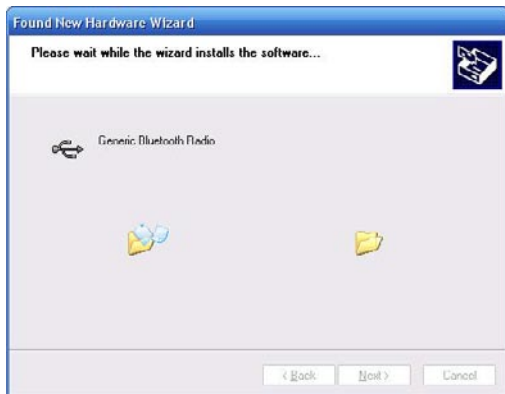 Found New Hardware Wizard
Please wait while the wizard installs the software...
Generic Bluetooth Radio
< Back
Next >
Cancel